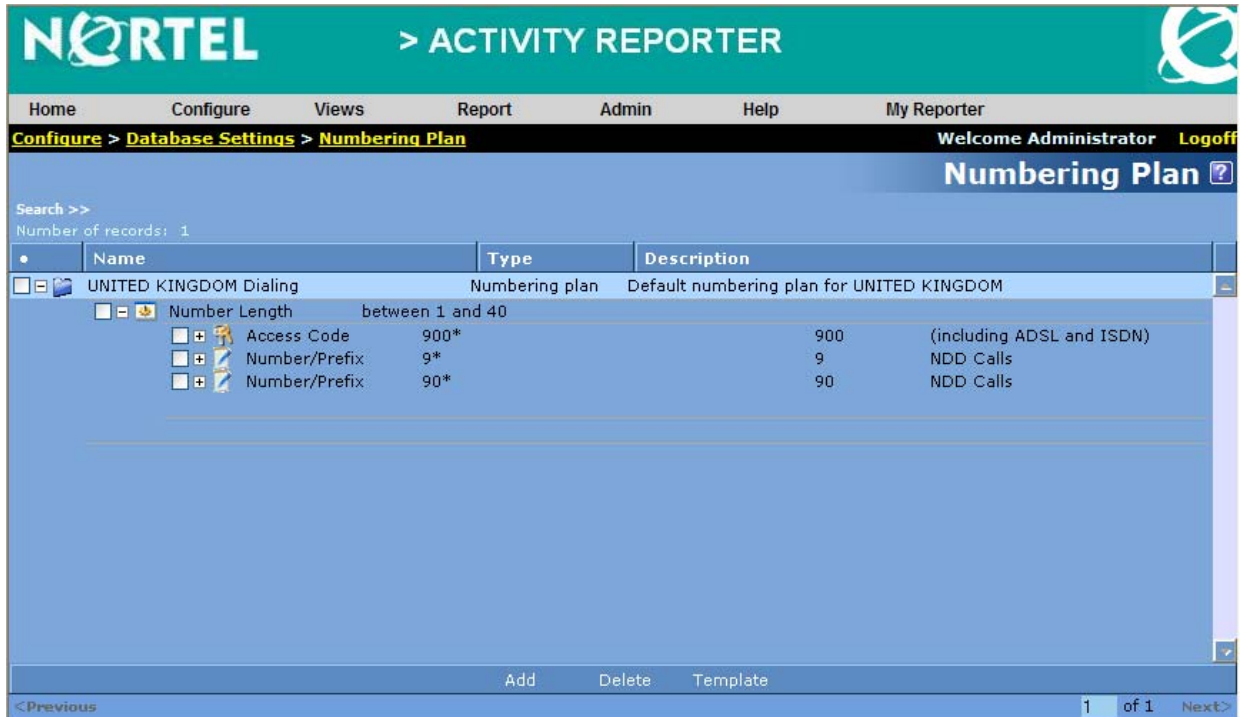 NORTEL > ACTIVITY REPORTER
Home Configure Views Report Admin Help My Reporter
Configure > Database Settings > Numbering Plan Welcome Administrator Logoff
Numbering Plan ?
Search >>
Number of records: 1
Name Type Description
UNITED KINGDOM Dialing Numbering plan Default numbering plan for UNITED KINGDOM
Number Length between 1 and 40
Access Code 900* 900 (including ADSL and ISDN)
Number/Prefix 9* 9 NDD Calls
Number/Prefix 90* 90 NDD Calls
Add Delete Template
<Previous 1 of 1 Next>